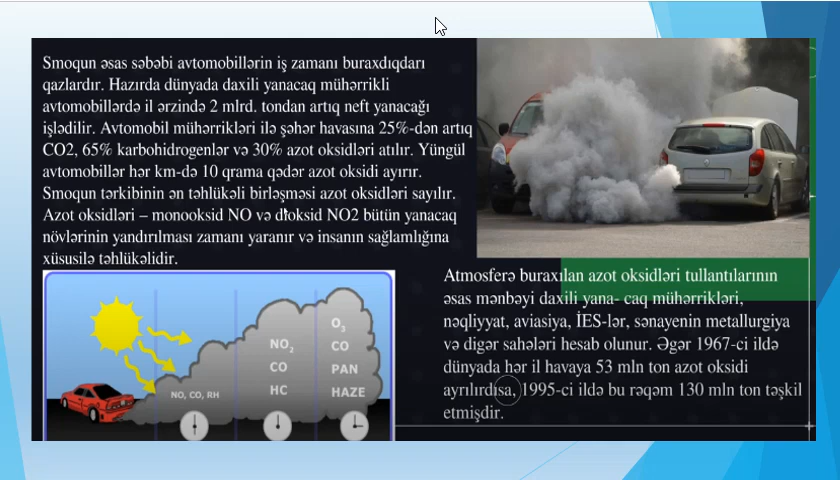 Smoqun əsas səbəbi avtomobillərin iş zamanı buraxdıqdarı
qazlardır. Hazırda dünyada daxili yanacaq mühərrikli
avtomobillərdə il ərzində 2 mlrd. tondan artıq neft yanacağı
işlədilir. Avtomobil mühərrikləri ilə şəhər havasına 25%-dən artıq
CO2, 65% karbohidrogenlər və 30% azot oksidləri atılır. Yüngül
avtomobillər hər km-də 10 qrama qədər azot oksidi ayırır.
Smoqun tərkibinin ən təhlükəli birləşməsi azot oksidləri sayılır.
Azot oksidləri – monooksid NO və dioksid NO2 bütün yanacaq
növlərinin yandırılması zamanı yaranır və insanın sağlamlığına
xüsusilə təhlükəlidir.
Atmosferə buraxılan azot oksidləri tullantılarının
əsas mənbəyi daxili yana- caq mühərrikləri,
nəqliyyat, aviasiya, İES-lər, sənayenin metallurgiya
və digər sahələri hesab olunur. Əgər 1967-ci ildə
dünyada hər il havaya 53 mln ton azot oksidi
ayrılırdısa, 1995-ci ildə bu rəqəm 130 mln ton təşkil
etmişdir.
NO, CO, RH
NO2
CO
HC
O3
CO
PAN
HAZE